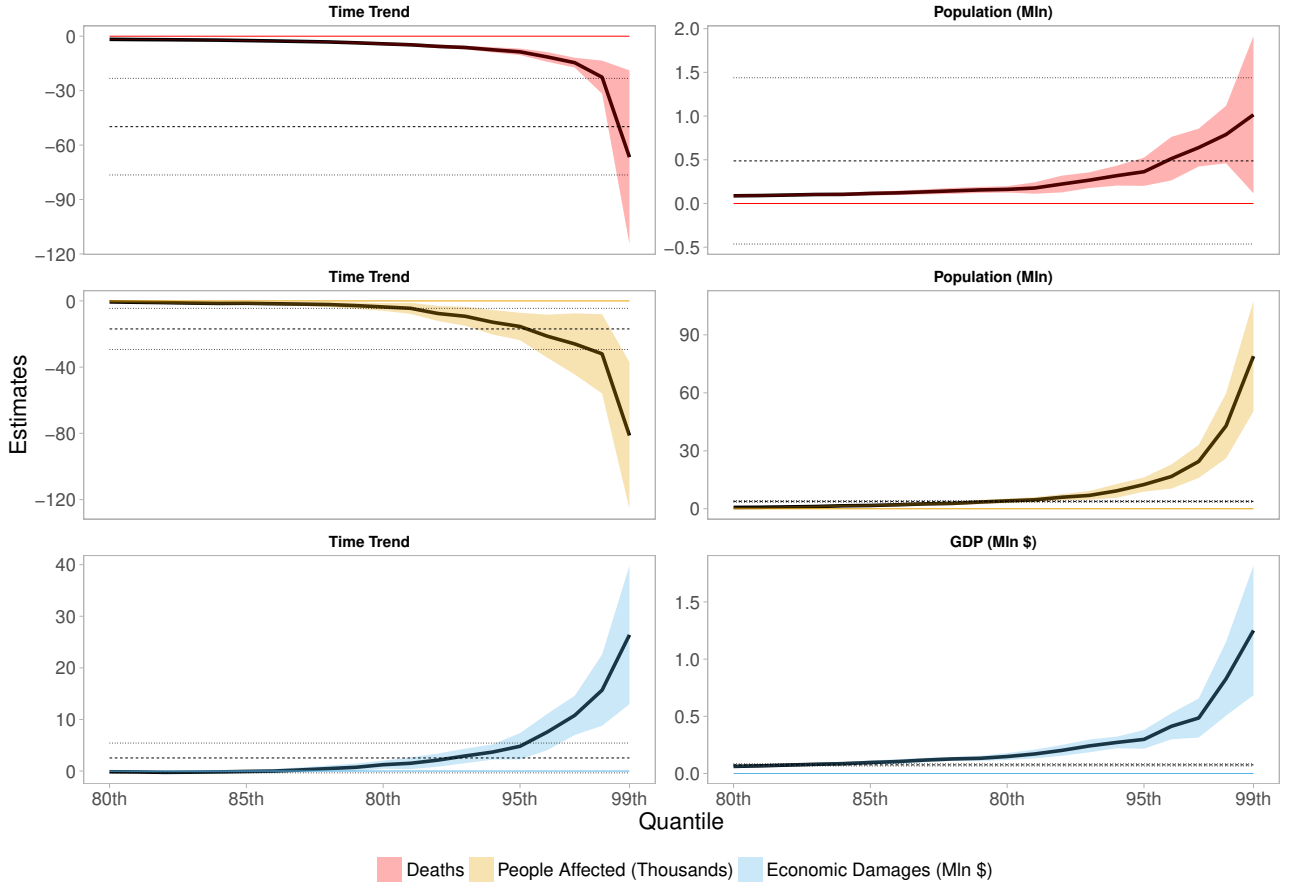 Time Trend
Population (Mln)
0
−30
−60
−90
−120
2.0
1.5
1.0
0.5
0.0
−0.5
Time Trend
Population (Mln)
0
−40
−80
−120
90
60
30
0
Time Trend
GDP (Mln $)
40
30
20
10
0
1.5
1.0
0.5
0.0
80th 85th 80th 95th 99th
80th 85th 80th 95th 99th
Estimates
Quantile
Deaths People Affected (Thousands) Economic Damages (Mln $)